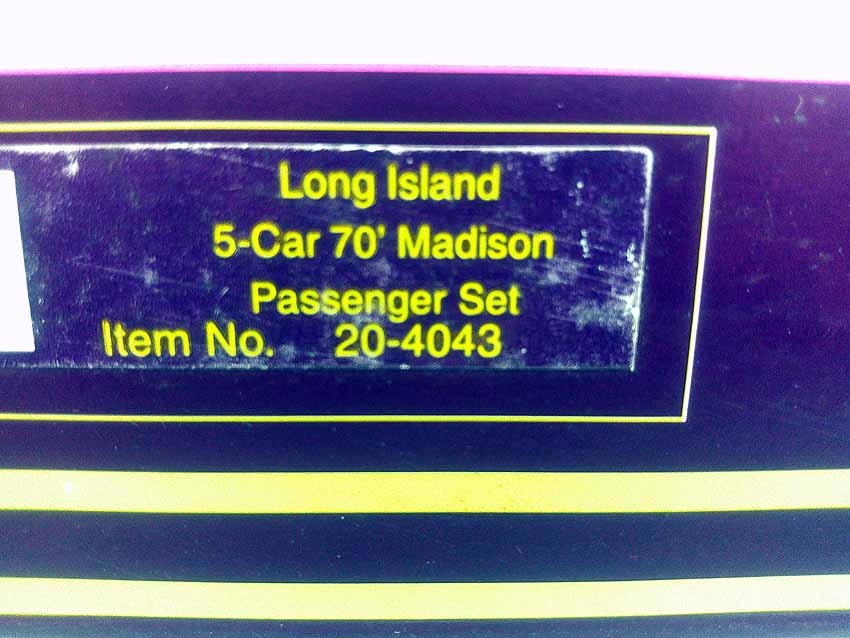 Long Island
5-Car 70' Madison
Passenger Set
Item No. 20-4043